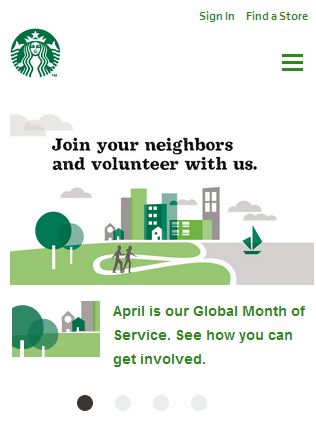 Sign In Find a Store
TM
Join your neighbors
and volunteer with us.
April is our Global Month of
Service. See how you can
get involved.